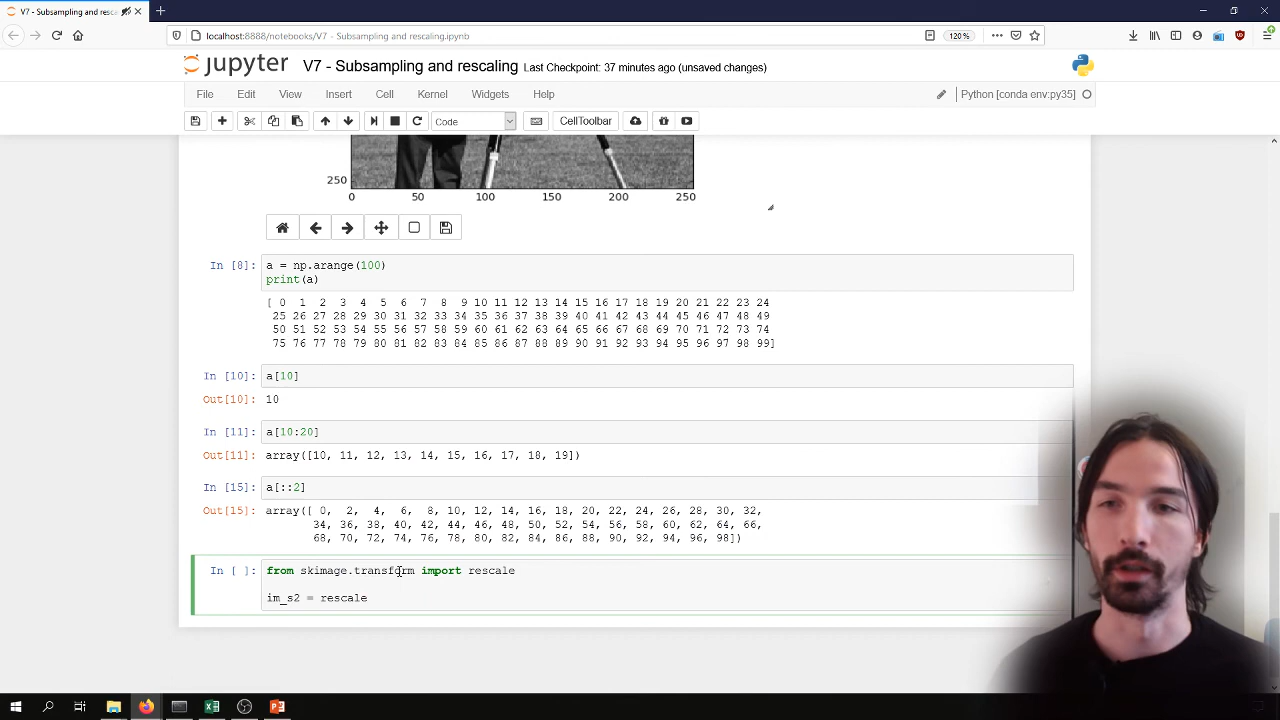 V7 - Subsampling and resca
localhost:8888/notebooks/V7 - Subsampling and rescaling.ipynb
120%
jupyter V7 - Subsampling and rescaling Last Checkpoint: 37 minutes ago (unsaved changes)
File Edit View Insert Cell Kernel Widgets Help
Python [conda env:py35]
Code
CellToolbar
250
0 50 100 150 200 250
In [8]: a = np.arange(100)
print(a)
[ 0 1 2 3 4 5 6 7 8 9 10 11 12 13 14 15 16 17 18 19 20 21 22 23 24
25 26 27 28 29 30 31 32 33 34 35 36 37 38 39 40 41 42 43 44 45 46 47 48 49
50 51 52 53 54 55 56 57 58 59 60 61 62 63 64 65 66 67 68 69 70 71 72 73 74
75 76 77 78 79 80 81 82 83 84 85 86 87 88 89 90 91 92 93 94 95 96 97 98 99]
In [10]: a[10]
Out[10]: 10
In [11]: a[10:20]
Out[11]: array([10, 11, 12, 13, 14, 15, 16, 17, 18, 19])
In [15]: a[::2]
Out[15]: array([ 0, 2, 4, 6, 8, 10, 12, 14, 16, 18, 20, 22, 24, 26, 28, 30, 32,
34, 36, 38, 40, 42, 44, 46, 48, 50, 52, 54, 56, 58, 60, 62, 64, 66,
68, 70, 72, 74, 76, 78, 80, 82, 84, 86, 88, 90, 92, 94, 96, 98])
In [ ]: from skimage.transform import rescale
im_s2 = rescale